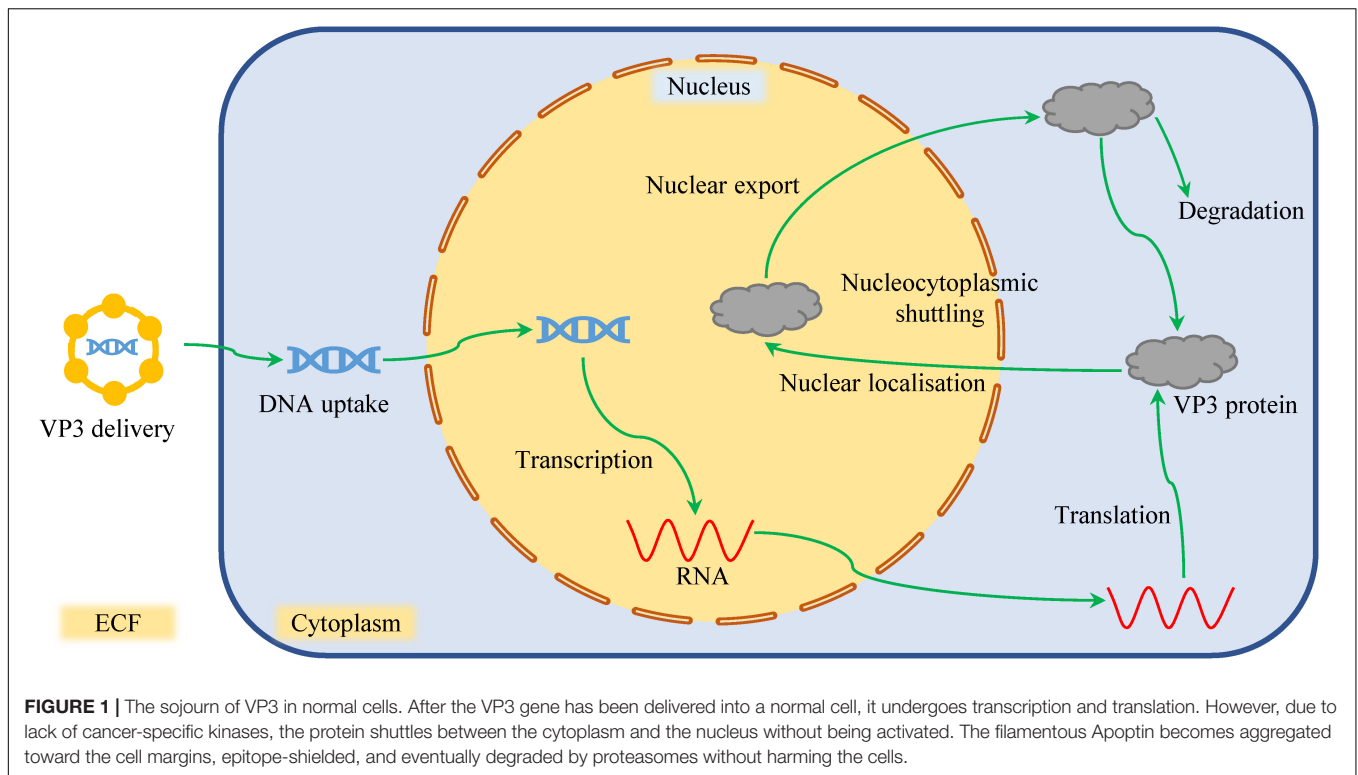 Nucleus
Nuclear export
Degradation
Nucleocytoplasmic
shuttling
Nuclear localisation
VP3 protein
DNA uptake
VP3 delivery
Transcription
Translation
RNA
ECF
Cytoplasm
FIGURE 1 | The sojourn of VP3 in normal cells. After the VP3 gene has been delivered into a normal cell, it undergoes transcription and translation. However, due to
lack of cancer-specific kinases, the protein shuttles between the cytoplasm and the nucleus without being activated. The filamentous Apoptin becomes aggregated
toward the cell margins, epitope-shielded, and eventually degraded by proteasomes without harming the cells.